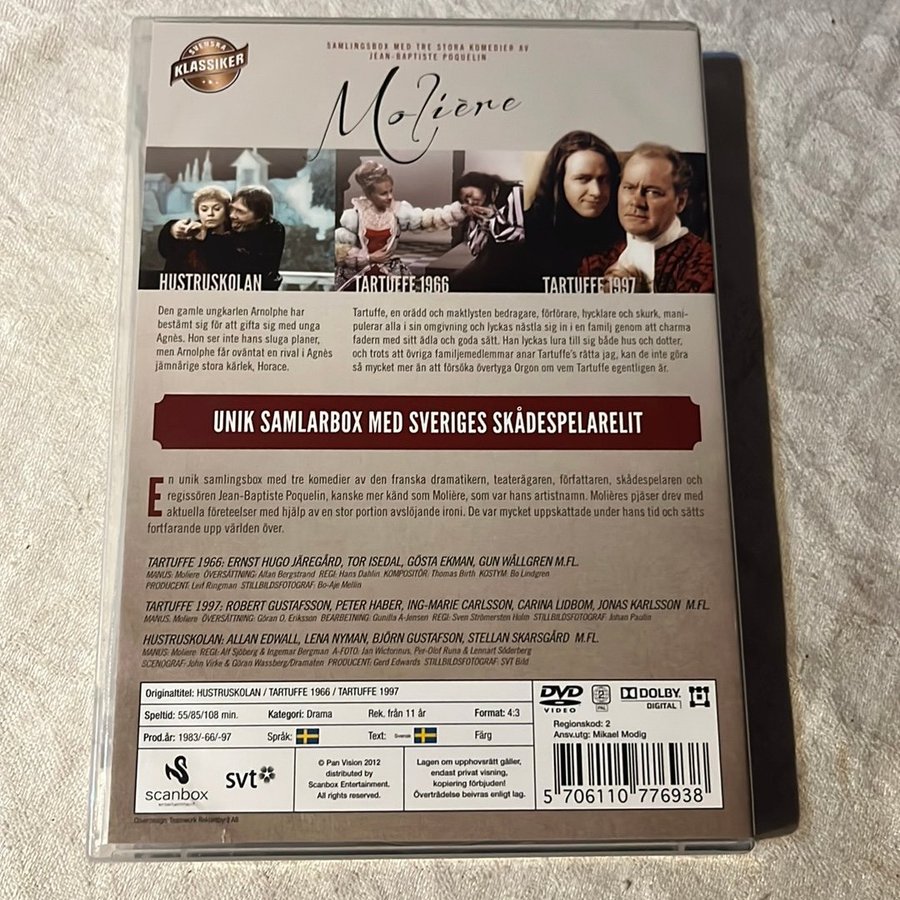 SVENSKA
KLASSIKER
SAMLINGSBOX MED TRE STORA KOMEDIER AV
JEAN-BAPTISTE POQUELIN
Molière
HUSTRUSKOLAN
TARTUFFE 1966
TARTUFFE 1997
Den gamle ungkarlen Arnolphe har
bestämt sig för att gifta sig med unga
Agnès. Hon ser inte hans sluga planer,
men Arnolphe får oväntat en rival i Agnès
jämnårige stora kärlek, Horace.
Tartuffe, en orädd och maktlysten bedragare, förförare, hycklare och skurk, mani-
pulerar alla i sin omgivning och lyckas nästla sig in i en familj genom att charma
fadern med sitt ädla och goda sätt. Han lyckas lura till sig både hus och dotter,
och trots att övriga familjemedlemmar anar Tartuffe's rätta jag, kan de inte göra
så mycket mer än att försöka övertyga Orgon om vem Tartuffe egentligen är.
UNIK SAMLARBOX MED SVERIGES SKÅDESPELARELIT
En unik samlingsbox med tre komedier av den franska dramatikern, teaterägaren, författaren, skådespelaren och
regissören Jean-Baptiste Poquelin, kanske mer känd som Molière, som var hans artistnamn. Molières pjäser drev med
aktuella företeelser med hjälp av en stor portion avslöjande ironi. De var mycket uppskattade under hans tid och sätts
fortfarande upp världen över.
TARTUFFE 1966: ERNST HUGO JÄREGÅRD, TOR ISEDAL, GÖSTA EKMAN, GUN WÅLLGREN M.FL.
MANUS: Moliere ÖVERSÄTTNING: Allan Bergstrand REGI: Hans Dahlin KOMPOSITÖR: Thomas Birth KOSTYM: Bo Lindgren
PRODUCENT: Leif Ringman STILLBILDSFOTOGRAF: Bo-Aje Mellin
TARTUFFE 1997: ROBERT GUSTAFSSON, PETER HABER, ING-MARIE CARLSSON, CARINA LIDBOM, JONAS KARLSSON M.FL.
MANUS: Moliere ÖVERSÄTTNING: Göran O, Eriksson BEARBETNING: Gunilla A-Jensen REGI: Sven Strömersten Holm STILLBILDSFOTOGRAF: Johan Paulin
HUSTRUSKOLAN: ALLAN EDWALL, LENA NYMAN, BJÖRN GUSTAFSON, STELLAN SKARSGÅRD M.FL.
MANUS: Moliere REGI: Alf Sjöberg & Ingemar Bergman A-FOTO: Jan Wictorinus, Per-Olof Runa & Lennart Söderberg
SCENOGRAF: John Virke & Göran Wassberg/Dramaten PRODUCENT: Gerd Edwards STILLBILDSFOTOGRAF: SVT Bild
Originaltitel: HUSTRUSKOLAN / TARTUFFE 1966 / TARTUFFE 1997
Speltid: 55/85/108 min. Kategori: Drama Rek. från 11 år Format: 4:3
Prod.år: 1983/-66/-97 Språk: Text: Svenska Färg
DVD
VIDEO
2
PAL
DOLBY
DIGITAL
Regionskod: 2
Ansv.utg: Mikael Modig
scanbox
entertainment
svt
© Pan Vision 2012
distributed by
Scanbox Entertainment.
All rights reserved.
Lagen om upphovsrätt gäller,
endast privat visning,
kopiering förbjuden!
Överträdelse beivras enligt lag.
5 706110 776938
Coverdesign: Teamwork Reklambyrå AB